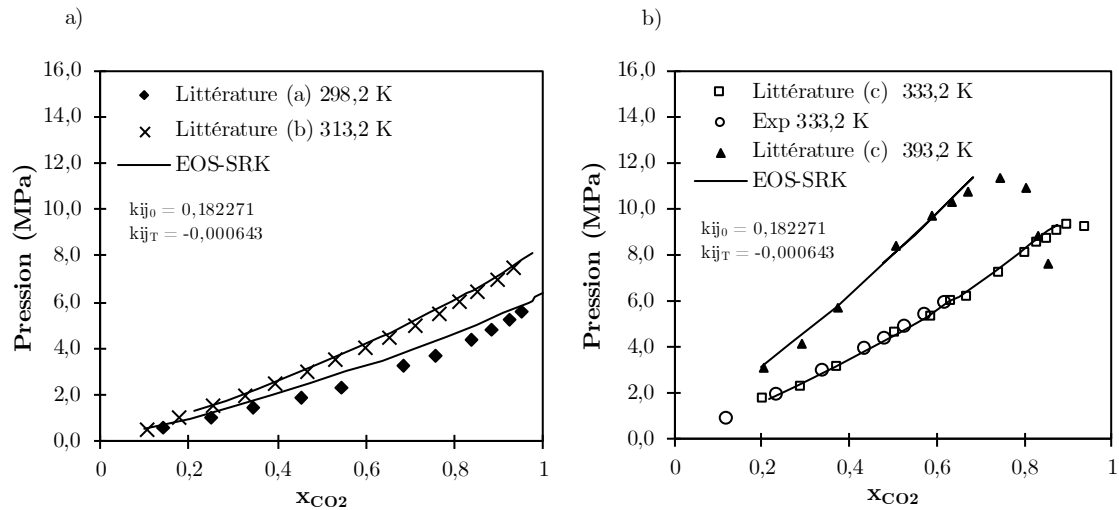 a)
16,0
14,0
12,0
10,0
8,0
6,0
4,0
2,0
0,0
Pression (MPa)
Littérature (a) 298,2 K
Littérature (b) 313,2 K
EOS-SRK
kij0 = 0,182271
kijT = -0,000643
0
0,2
0,4
0,6
0,8
1
xCO2
b)
16,0
14,0
12,0
10,0
8,0
6,0
4,0
2,0
0,0
Pression (MPa)
Littérature (c) 333,2 K
Exp 333,2 K
Littérature (c) 393,2 K
EOS-SRK
kij0 = 0,182271
kijT = -0,000643
0
0,2
0,4
0,6
0,8
1
xCO2